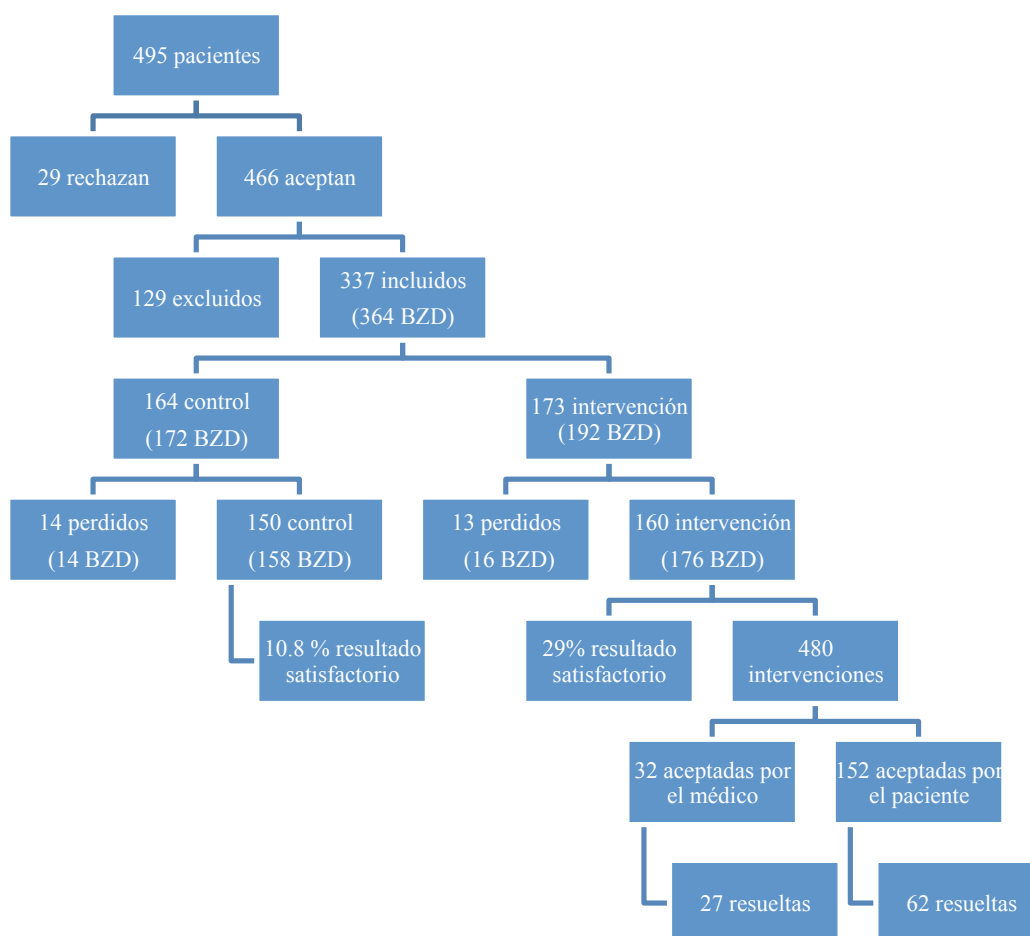 495 pacientes
29 rechazan
466 aceptan
129 excluidos
337 incluidos
(364 BZD)
164 control
(172 BZD)
173 intervención
(192 BZD)
14 perdidos
(14 BZD)
150 control
(158 BZD)
13 perdidos
(16 BZD)
160 intervención
(176 BZD)
10.8 % resultado
satisfactorio
29% resultado
satisfactorio
480
intervenciones
32 aceptadas por
el médico
152 aceptadas por
el paciente
27 resueltas
62 resueltas